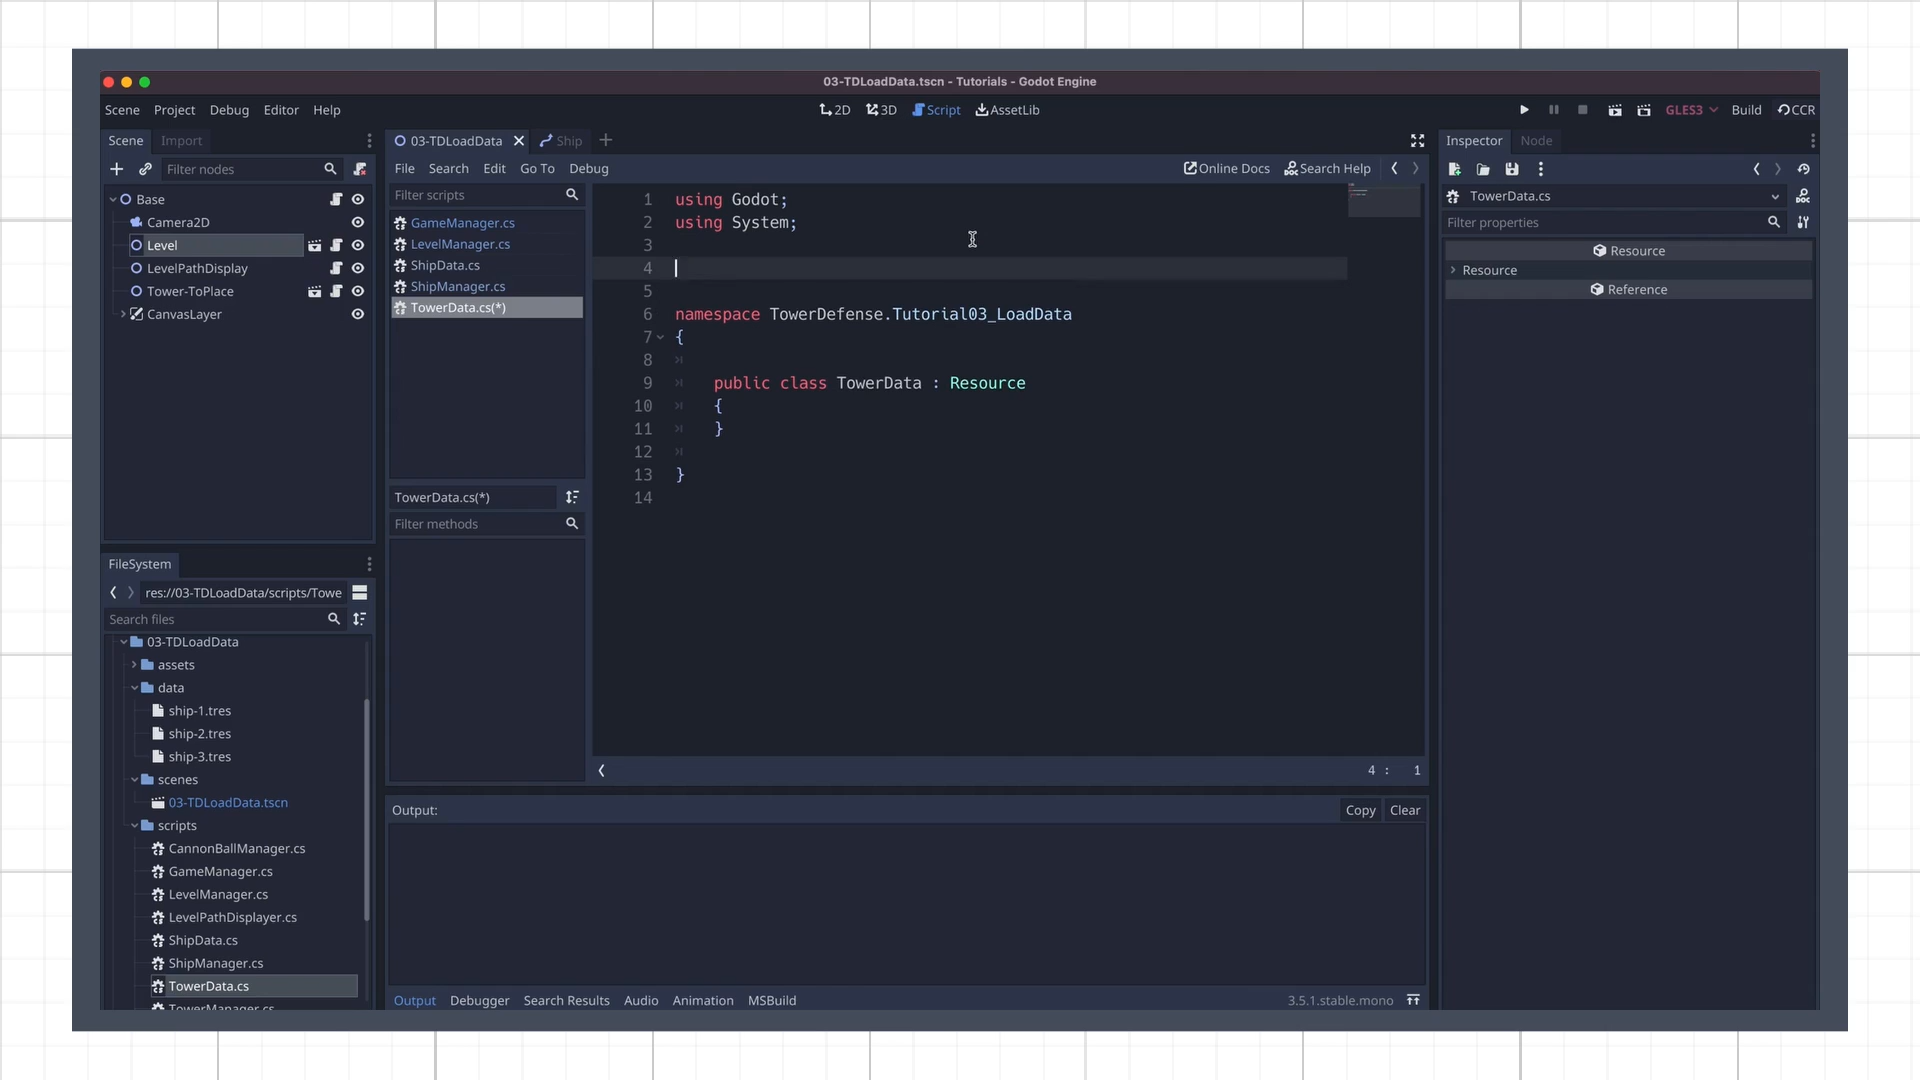 03-TDLoadData.tscn - Tutorials - Godot Engine
Scene Project Debug Editor Help
2D 3D Script AssetLib
GLES3 Build CCR
Scene Import
Filter nodes
Base
Camera2D
Level
LevelPathDisplay
Tower-ToPlace
CanvasLayer
FileSystem
res://03-TDLoadData/scripts/Towe
Search files
03-TDLoadData
assets
data
ship-1.tres
ship-2.tres
ship-3.tres
scenes
03-TDLoadData.tscn
scripts
CannonBallManager.cs
GameManager.cs
LevelManager.cs
LevelPathDisplayer.cs
ShipData.cs
ShipManager.cs
TowerData.cs
TowerManager.cs
03-TDLoadData Ship
File Search Edit Go To Debug
Online Docs Search Help
Filter scripts
GameManager.cs
LevelManager.cs
ShipData.cs
ShipManager.cs
TowerData.cs(*)
TowerData.cs(*)
Filter methods
1 using Godot;
2 using System;
3
4
5
6 namespace TowerDefense.Tutorial03_LoadData
7 {
8
9 public class TowerData : Resource
10 {
11 }
12
13 }
14
4 : 1
Output:
Copy Clear
Output Debugger Search Results Audio Animation MSBuild
3.5.1.stable.mono
Inspector Node
TowerData.cs
Filter properties
Resource
Resource
Reference